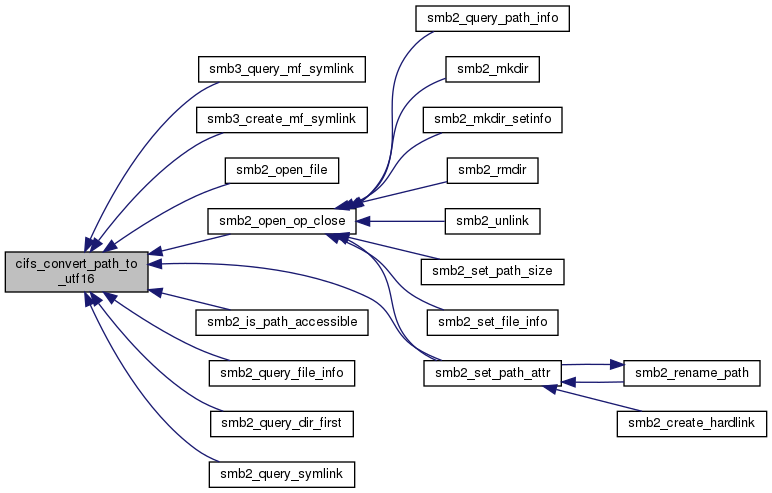 smb2_query_path_info
smb3_query_mf_symlink
smb2_mkdir
smb3_create_mf_symlink
smb2_mkdir_setinfo
smb2_open_file
smb2_rmdir
smb2_open_op_close
smb2_unlink
cifs_convert_path_to
_utf16
smb2_set_path_size
smb2_is_path_accessible
smb2_set_file_info
smb2_query_file_info
smb2_set_path_attr
smb2_rename_path
smb2_query_dir_first
smb2_create_hardlink
smb2_query_symlink